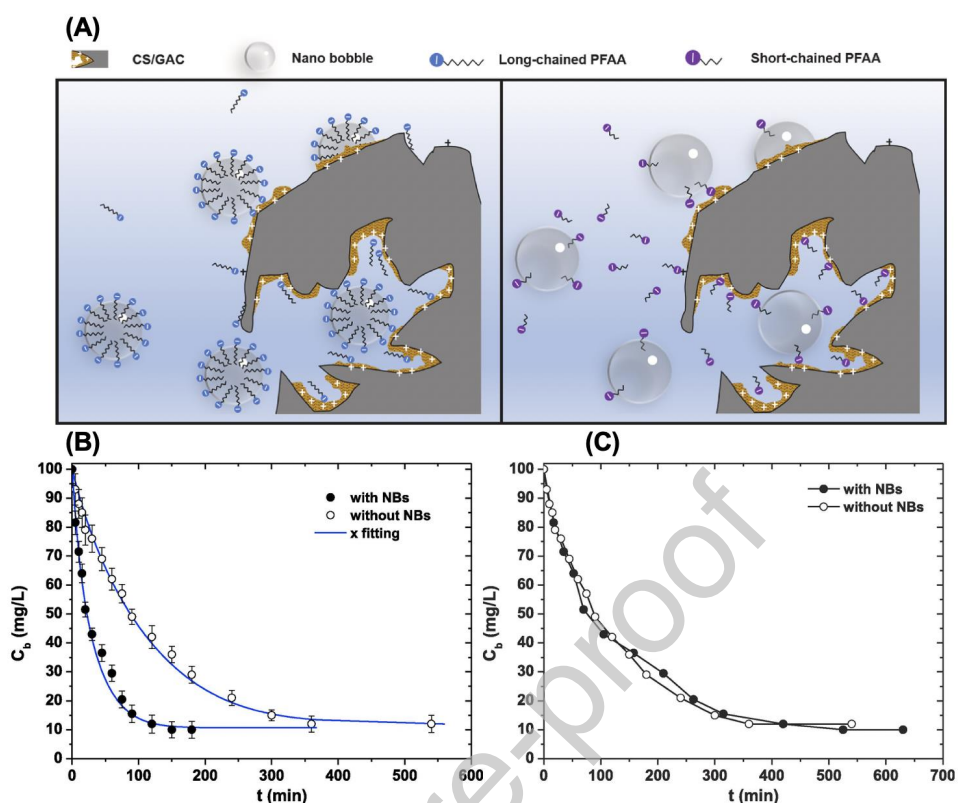 (A)
CS/GAC
Nano bobble
Long-chained PFAA
Short-chained PFAA
(B)
100
90
80
70
60
50
40
30
20
10
0
C_b (mg/L)
with NBs
without NBs
x fitting
0 100 200 300 400 500 600
t (min)
(C)
100
90
80
70
60
50
40
30
20
10
0
C_b (mg/L)
with NBs
without NBs
0 100 200 300 400 500 600 700
t (min)
re-proof